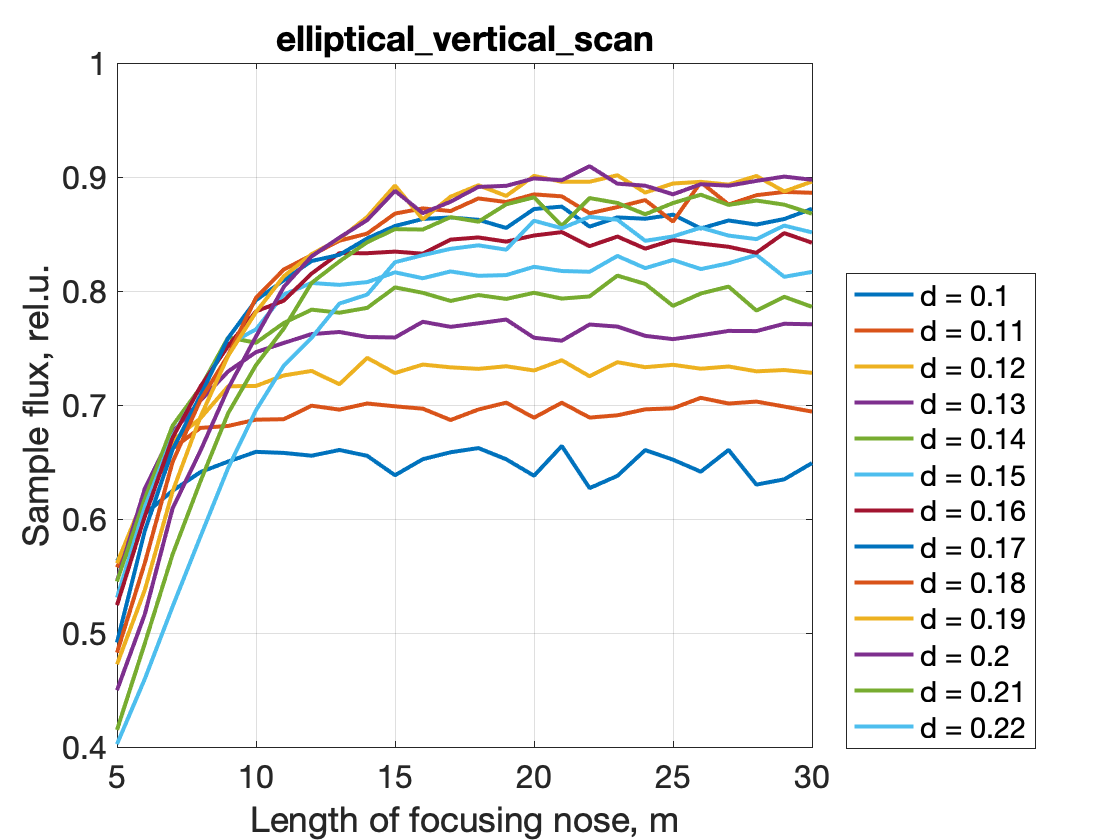 elliptical_vertical_scan
1
0.9
0.8
0.7
0.6
0.5
0.4
Sample flux, rel.u.
5 10 15 20 25 30
Length of focusing nose, m
d = 0.1
d = 0.11
d = 0.12
d = 0.13
d = 0.14
d = 0.15
d = 0.16
d = 0.17
d = 0.18
d = 0.19
d = 0.2
d = 0.21
d = 0.22